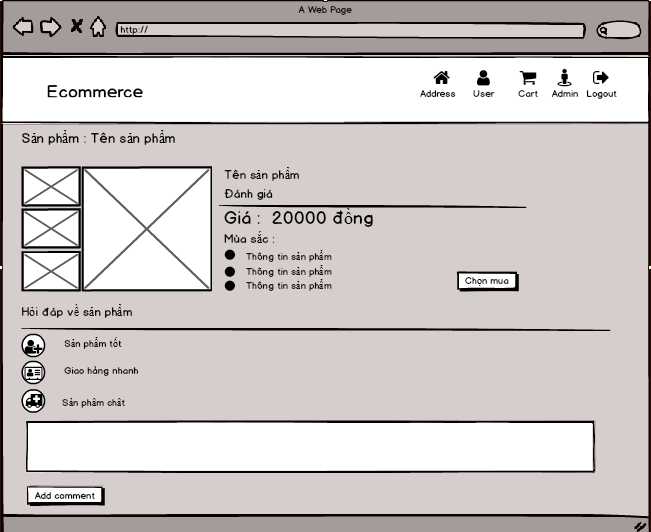 A Web Page
http://
Ecommerce
Address User Cart Admin Logout
Sản phẩm : Tên sản phẩm
Tên sản phẩm
Đánh giá
Giá : 20000 đồng
Mùa sắc :
Thông tin sản phẩm
Thông tin sản phẩm
Thông tin sản phẩm
Chọn mua
Hỏi đáp về sản phẩm
Sản phẩm tốt
Giao hàng nhanh
Sản phâm chât
Add comment